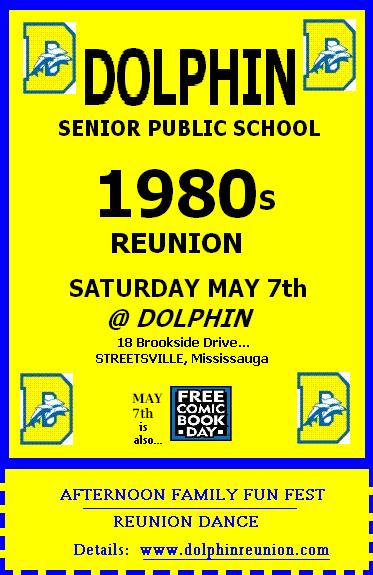 DOLPHIN
SENIOR PUBLIC SCHOOL
1980s
REUNION
SATURDAY MAY 7th
@ DOLPHIN
18 Brookside Drive...
STREETSVILLE, Mississauga
MAY
7th
is
also...
FREE
COMIC
BOOK
DAY
AFTERNOON FAMILY FUN FEST
REUNION DANCE
Details: www.dolphinreunion.com
D
D
D
D